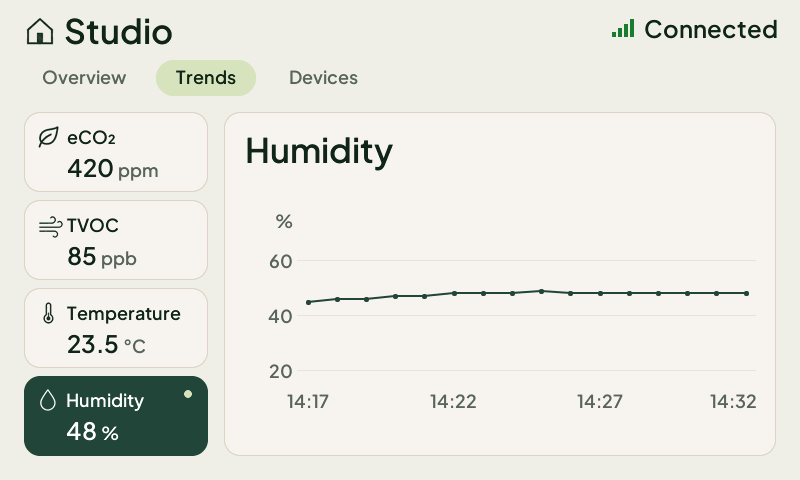 Studio
Connected
Overview
Trends
Devices
eCO₂
420 ppm
TVOC
85 ppb
Temperature
23.5 °C
Humidity
48 %
Humidity
%
60
40
20
14:17
14:22
14:27
14:32